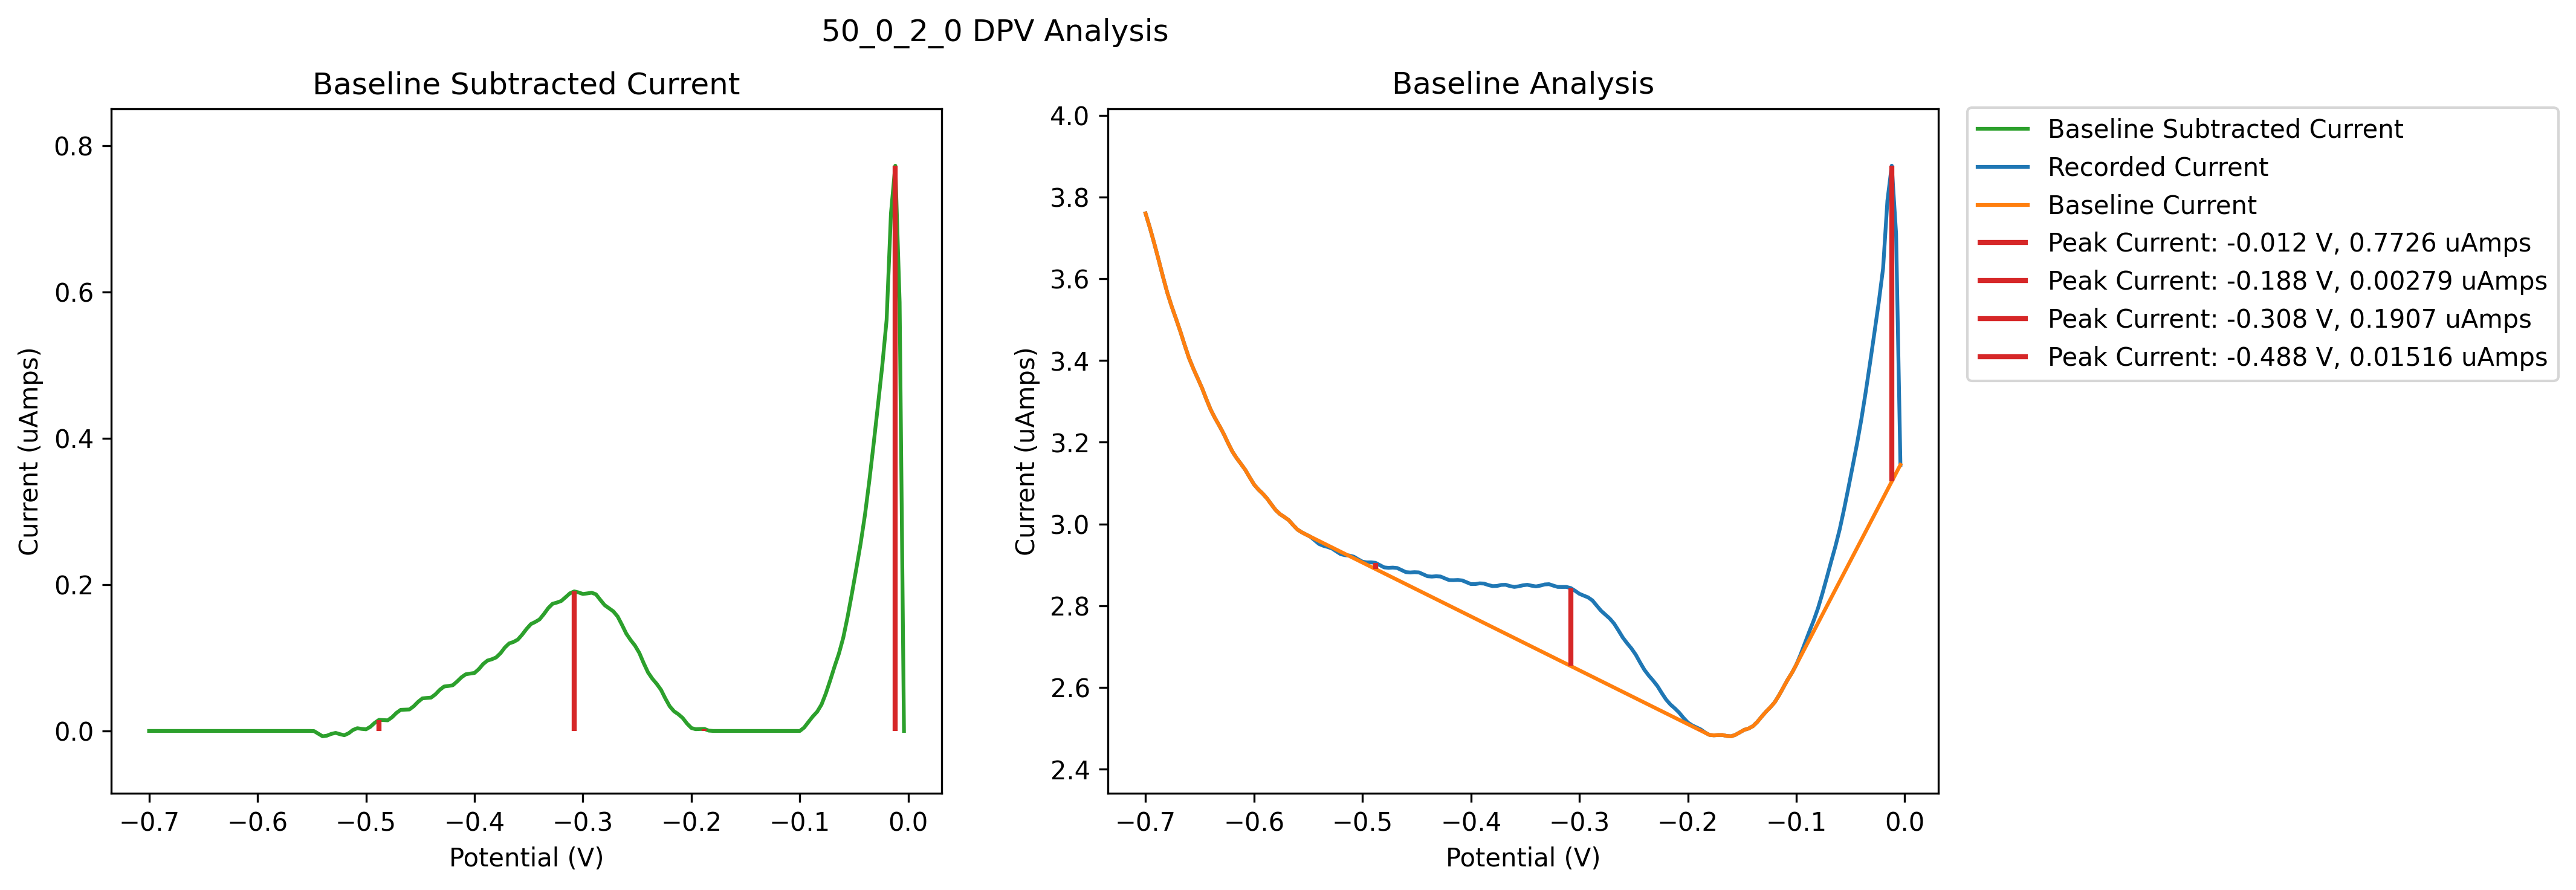 50_0_2_0 DPV Analysis
Baseline Subtracted Current
0.8
0.6
0.4
0.2
0.0
Current (uAmps)
−0.7 −0.6 −0.5 −0.4 −0.3 −0.2 −0.1 0.0
Potential (V)
Baseline Analysis
4.0
3.8
3.6
3.4
3.2
3.0
2.8
2.6
2.4
Current (uAmps)
−0.7 −0.6 −0.5 −0.4 −0.3 −0.2 −0.1 0.0
Potential (V)
Baseline Subtracted Current
Recorded Current
Baseline Current
Peak Current: -0.012 V, 0.7726 uAmps
Peak Current: -0.188 V, 0.00279 uAmps
Peak Current: -0.308 V, 0.1907 uAmps
Peak Current: -0.488 V, 0.01516 uAmps